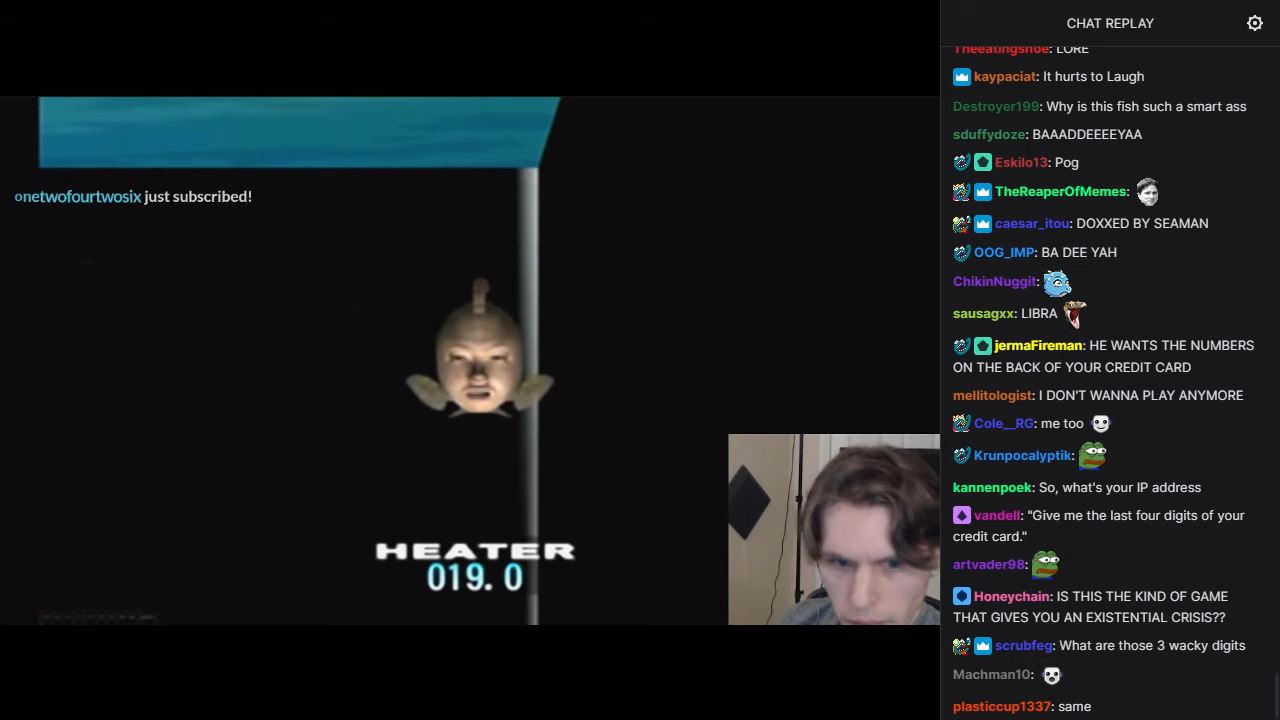 CHAT REPLAY
Theeatingshoe: LORE
kaypaciat: It hurts to Laugh
Destroyer199: Why is this fish such a smart ass
sduffydoze: BAAADDEEEEYAA
Eskilo13: Pog
TheReaperOfMemes:
caesar_itou: DOXXED BY SEAMAN
OOG_IMP: BA DEE YAH
ChikinNuggit:
sausagxx: LIBRA
jermaFireman: HE WANTS THE NUMBERS
ON THE BACK OF YOUR CREDIT CARD
mellitologist: I DON'T WANNA PLAY ANYMORE
Cole__RG: me too
Krunpocalyptik:
kannenpoek: So, what's your IP address
vandell: "Give me the last four digits of your
credit card."
artvader98:
Honeychain: IS THIS THE KIND OF GAME
THAT GIVES YOU AN EXISTENTIAL CRISIS??
scrubfeg: What are those 3 wacky digits
Machman10:
plasticcup1337: same
onetwofourtwosix just subscribed!
HEATER
019. 0